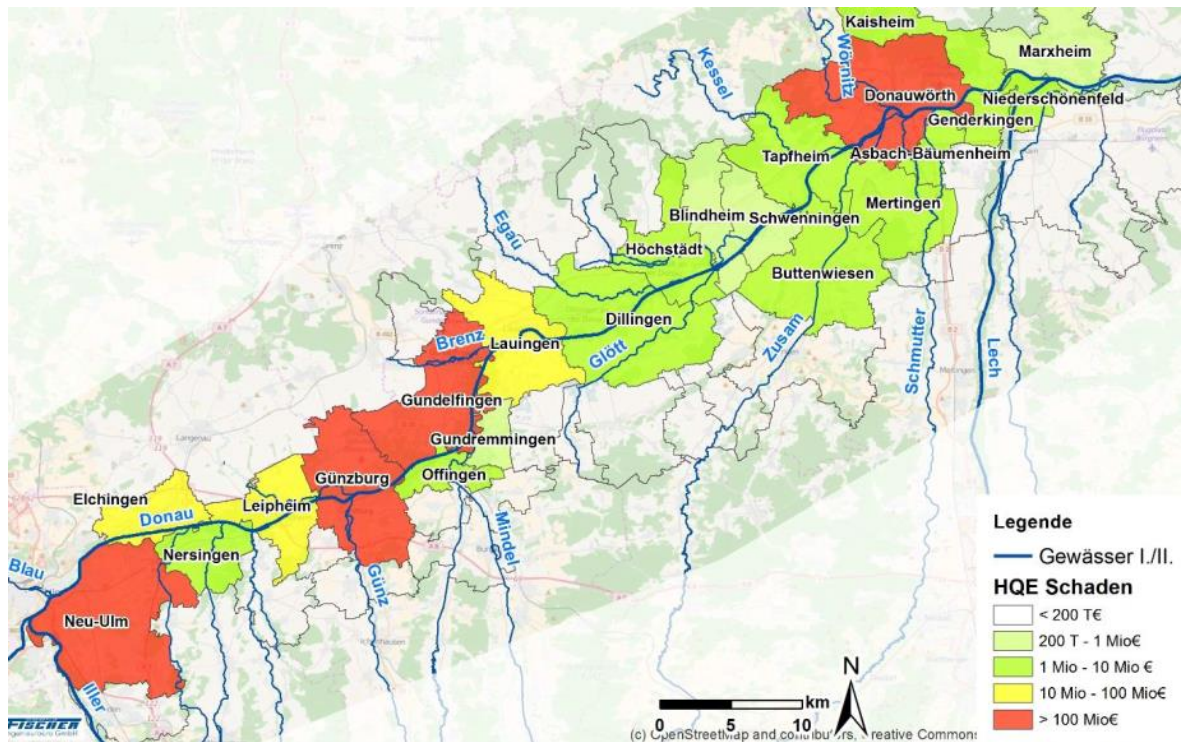 Kaisheim
Marxheim
Wörnitz
Kessel
Donauwörth
Niederschönenfeld
Genderkingen
Asbach-Bäumenheim
Tapfheim
Mertingen
Blindheim
Schwenningen
Egau
Höchstädt
Buttenwiesen
Dillingen
Zusam
Schmutter
Lech
Brenz
Lauingen
Glött
Gundelfingen
Gundremmingen
Offingen
Günzburg
Elchingen
Leipheim
Donau
Mindel
Nersingen
Blau
Günz
Neu-Ulm
Iller
Legende
Gewässer I./II.
HQE Schaden
< 200 T€
200 T - 1 Mio€
1 Mio - 10 Mio €
10 Mio - 100 Mio€
> 100 Mio€
N
km
0 5 10
(c) OpenStreetMap and contributors, Creative Commons
FISCHER